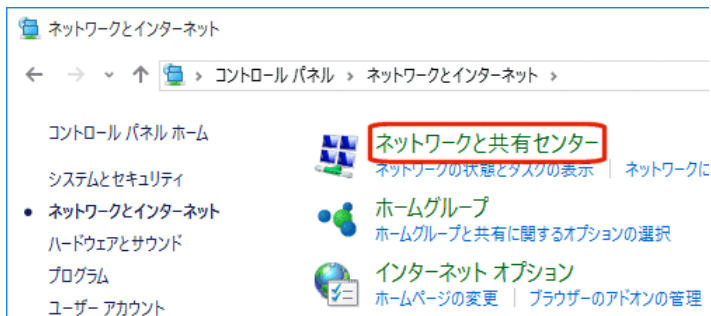 ネットワークとインターネット
コントロール パネル › ネットワークとインターネット ›
コントロール パネル ホーム
システムとセキュリティ
ネットワークとインターネット
ハードウェアとサウンド
プログラム
ユーザー アカウント
ネットワークと共有センター
ネットワークの状態とタスクの表示 ネットワークに
ホームグループ
ホームグループと共有に関するオプションの選択
インターネット オプション
ホームページの変更 ブラウザーのアドオンの管理